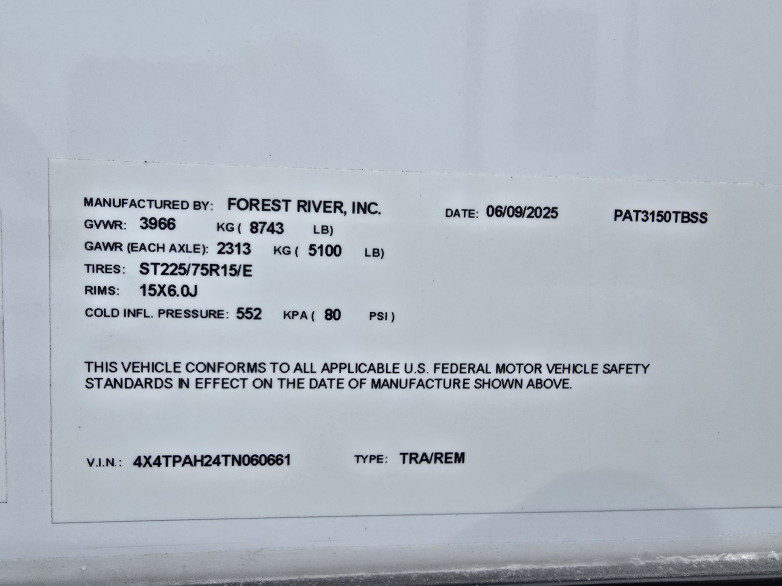 MANUFACTURED BY: FOREST RIVER, INC. DATE: 06/09/2025 PAT3150TBSS
GVWR: 3966 KG ( 8743 LB)
GAWR (EACH AXLE): 2313 KG ( 5100 LB)
TIRES: ST225/75R15/E
RIMS: 15X6.0J
COLD INFL. PRESSURE: 552 KPA ( 80 PSI )
THIS VEHICLE CONFORMS TO ALL APPLICABLE U.S. FEDERAL MOTOR VEHICLE SAFETY
STANDARDS IN EFFECT ON THE DATE OF MANUFACTURE SHOWN ABOVE.
V.I.N.: 4X4TPAH24TN060661 TYPE: TRA/REM